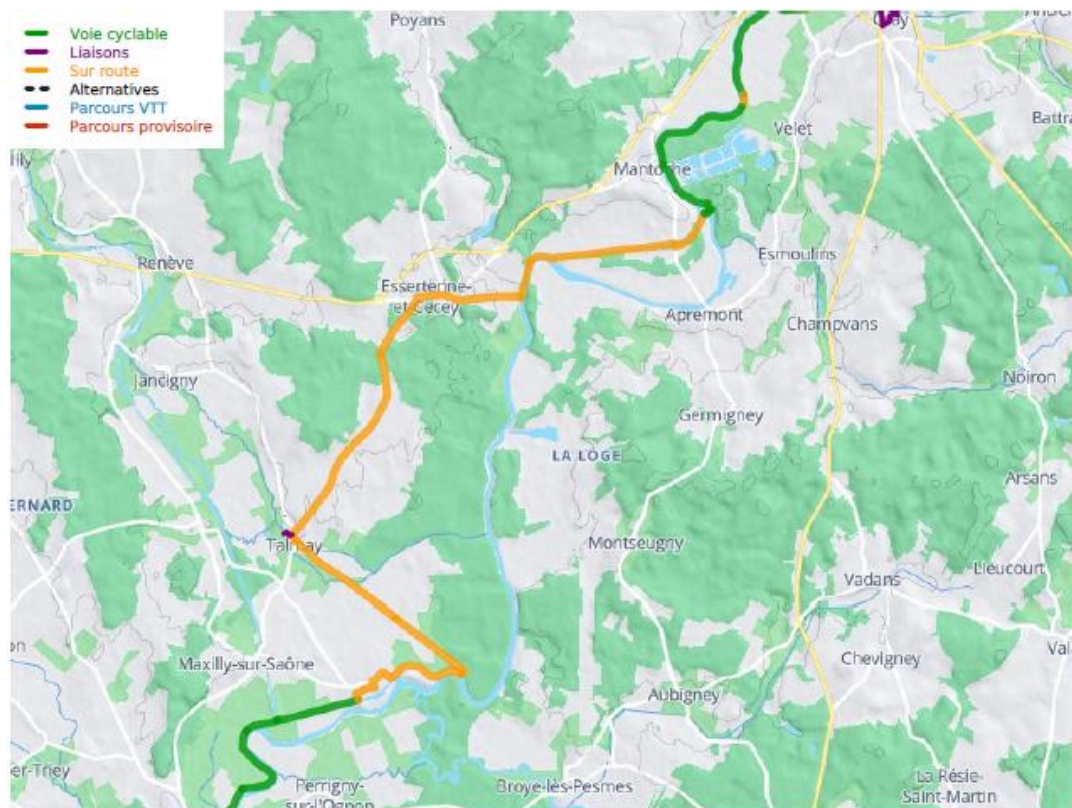 Voie cyclable
Liaisons
Sur route
Alternatives
Parcours VTT
Parcours provisoire
Poyans
Battra
Velet
Mantoche
Esmoulins
Renève
Essertenne-
et-Cecey
Apremont
Champvans
Jancigny
Noiron
Germigney
LA LOGE
Arsans
ERNARD
Talmay
Montseugny
Lieucourt
Vadans
Maxilly-sur-Saône
Chevigney
Aubigney
er-Triey
Perrigny-
sur-l'Ognon
Broye-lès-Pesmes
La Résie-
Saint-Martin